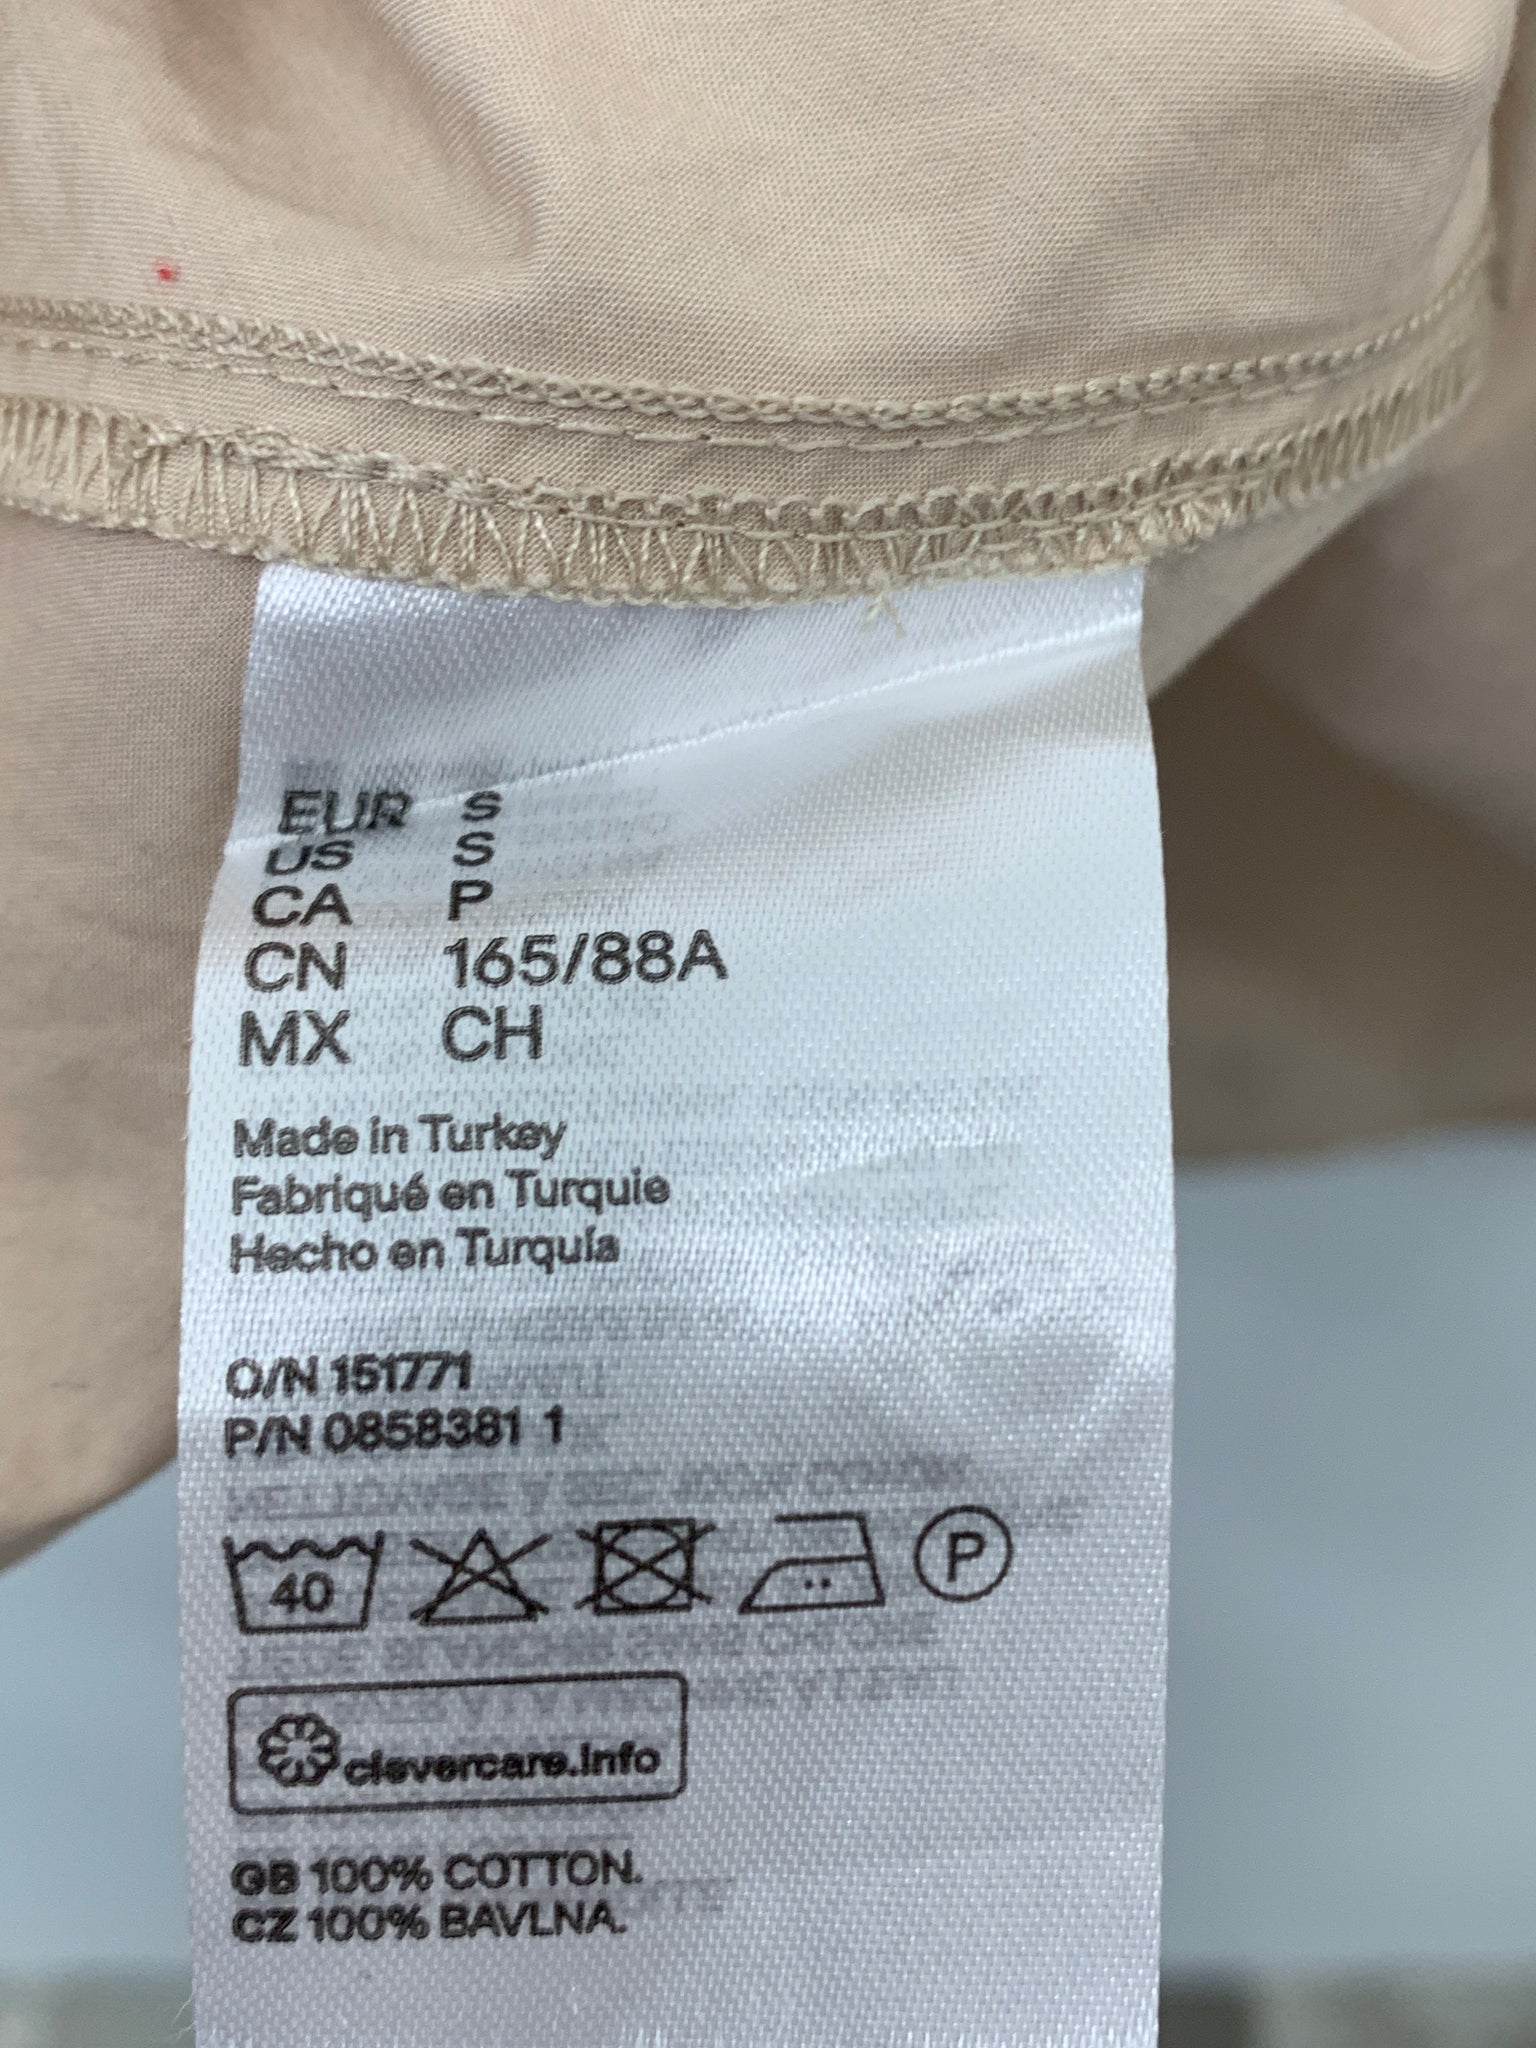 EUR S
US S
CA P
CN 165/88A
MX CH
Made in Turkey
Fabriqué en Turquie
Hecho en Turquía
O/N 151771
P/N 0858381 1
40
P
clevercare.info
GB 100% COTTON.
CZ 100% BAVLNA.